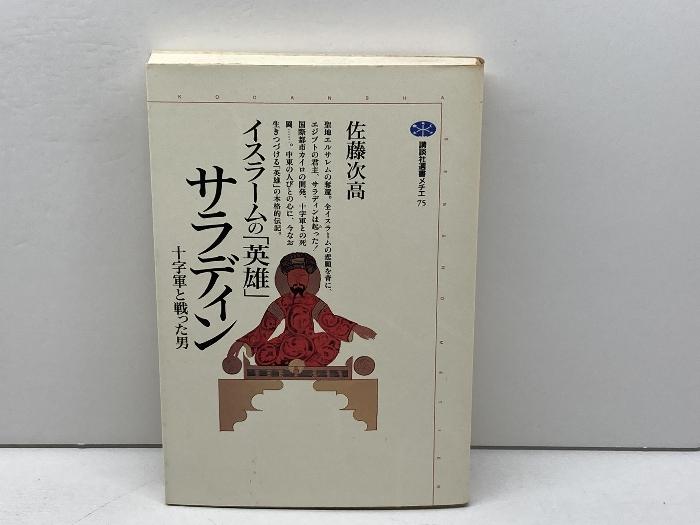 KODANSHA
SENSHO METIER
講談社選書メチエ
75
佐藤次高
聖地エルサレムの奪還。全イスラームの悲願を背に、
エジプトの君主、サラディンは起った!
国際都市カイロの開発、十字軍との死
闘……。中東の人びとの心に、今なお
生きつづける「英雄」の本格的伝記。
イスラームの「英雄」
サラディン
十字軍と戦った男